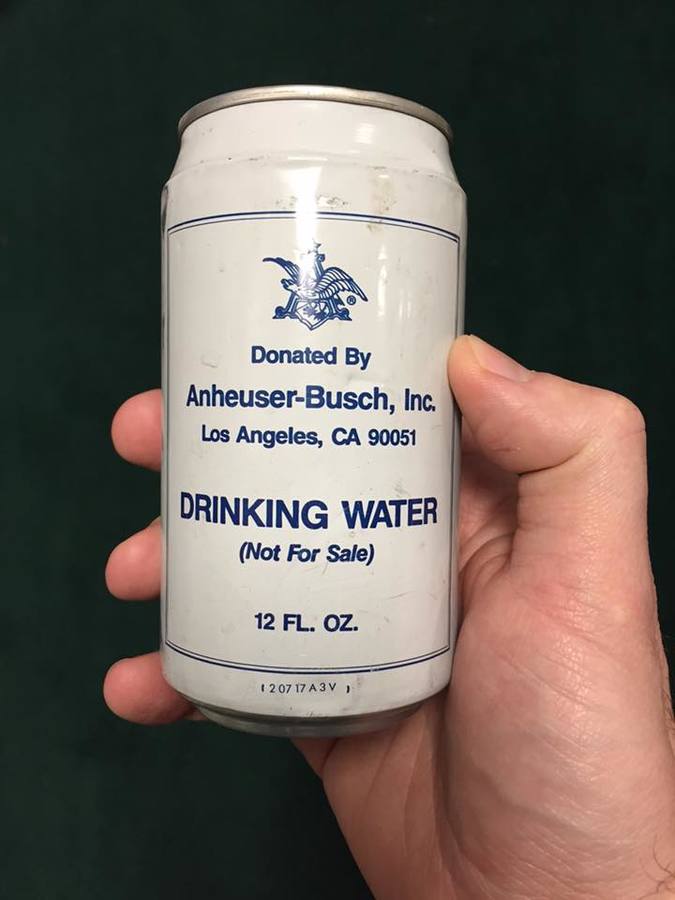 ®
Donated By
Anheuser-Busch, Inc.
Los Angeles, CA 90051
DRINKING WATER
(Not For Sale)
12 FL. OZ.
( 20717A3V )